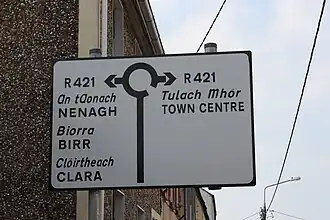 R421
R421
An tAonach
NENAGH
Biorra
BIRR
Clóirtheach
CLARA
Tulach Mhór
TOWN CENTRE